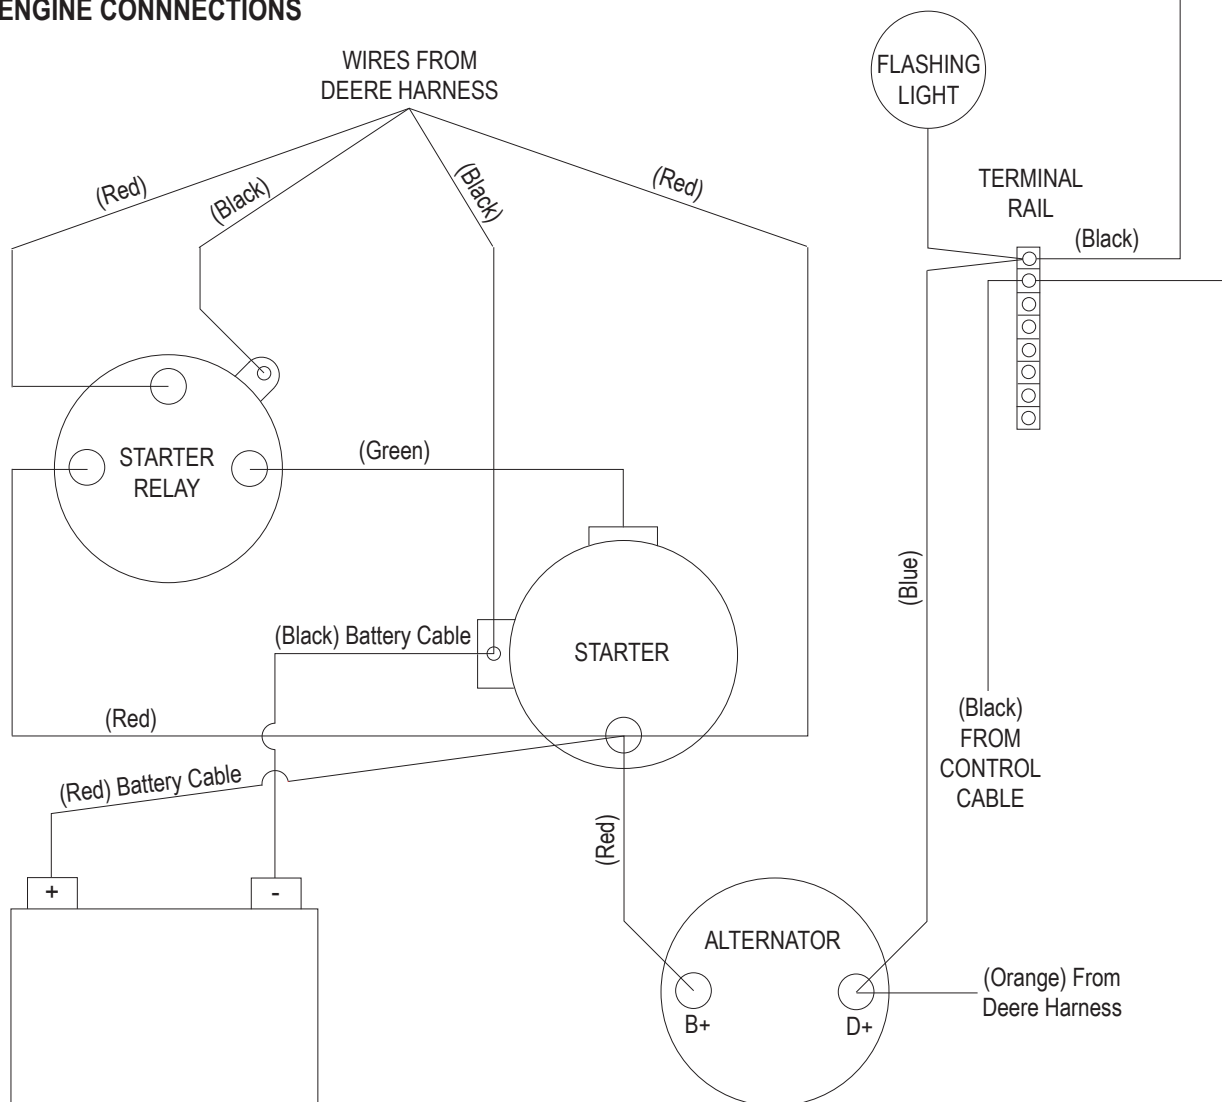 ENGINE CONNNECTIONS
WIRES FROM
DEERE HARNESS
FLASHING
LIGHT
(Red)
(Black)
(Black)
(Red)
TERMINAL
RAIL
(Black)
STARTER
RELAY
(Green)
(Blue)
(Black) Battery Cable
STARTER
(Red)
(Black)
FROM
CONTROL
CABLE
(Red) Battery Cable
(Red)
+
-
ALTERNATOR
B+
D+
(Orange) From
Deere Harness